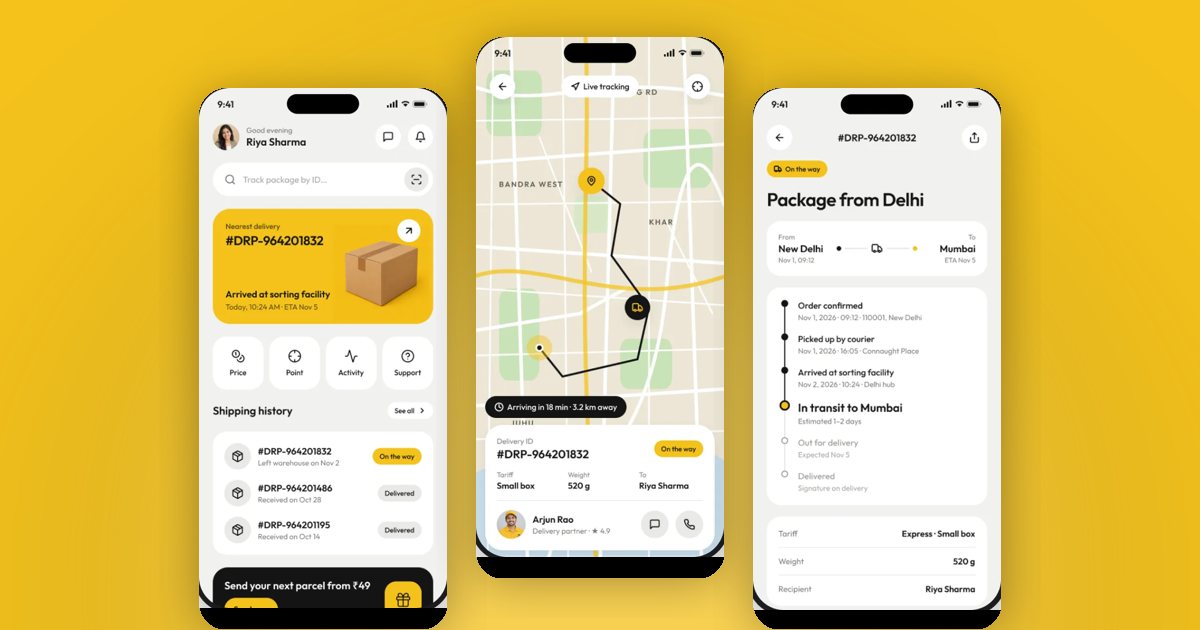 9:41
Good evening
Riya Sharma
Track package by ID...
Nearest delivery
#DRP-964201832
Arrived at sorting facility
Today, 10:24 AM · ETA Nov 5
Price
Point
Activity
Support
Shipping history
See all
#DRP-964201832
Left warehouse on Nov 2
On the way
#DRP-964201486
Received on Oct 28
Delivered
#DRP-964201195
Received on Oct 14
Delivered
Send your next parcel from ₹49
9:41
Live tracking
G RD
BANDRA WEST
KHAR
Arriving in 18 min · 3.2 km away
Delivery ID
#DRP-964201832
On the way
Tariff
Weight
To
Small box
520 g
Riya Sharma
Arjun Rao
Delivery partner · ★ 4.9
9:41
#DRP-964201832
On the way
Package from Delhi
From
To
New Delhi
Mumbai
Nov 1, 09:12
ETA Nov 5
Order confirmed
Nov 1, 2026 · 09:12 · 110001, New Delhi
Picked up by courier
Nov 1, 2026 · 16:05 · Connaught Place
Arrived at sorting facility
Nov 2, 2026 · 10:24 · Delhi hub
In transit to Mumbai
Estimated 1–2 days
Out for delivery
Expected Nov 5
Delivered
Signature on delivery
Tariff
Express · Small box
Weight
520 g
Recipient
Riya Sharma